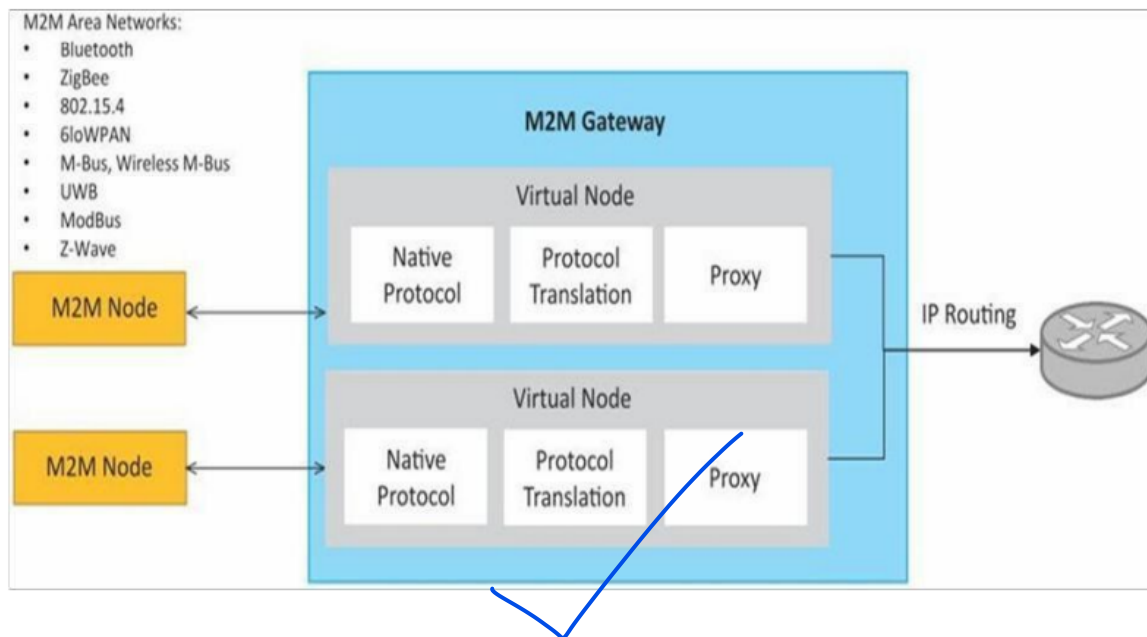 M2M Area Networks:
• Bluetooth
• ZigBee
• 802.15.4
• 6loWPAN
• M-Bus, Wireless M-Bus
• UWB
• ModBus
• Z-Wave
M2M Gateway
Virtual Node
Native
Protocol
Protocol
Translation
Proxy
M2M Node
IP Routing
Virtual Node
Native
Protocol
Protocol
Translation
Proxy
M2M Node